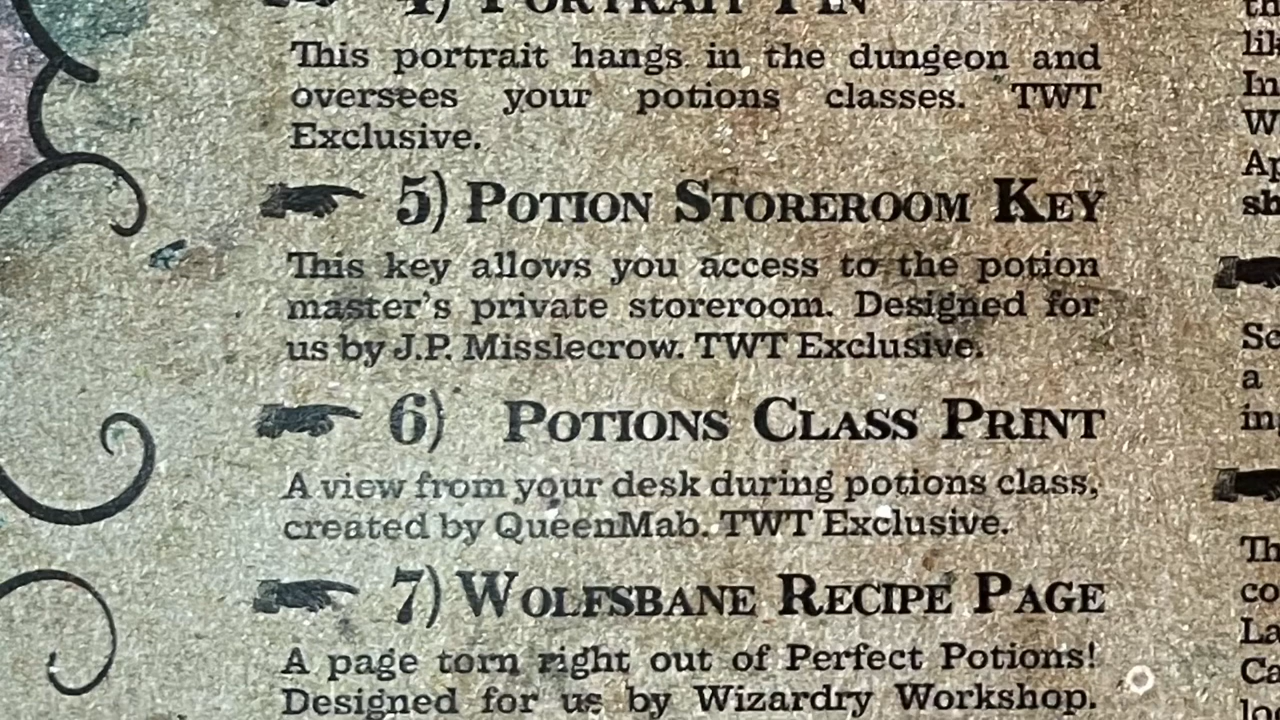 4) Portrait Pin
This portrait hangs in the dungeon and
oversees your potions classes. TWT
Exclusive.
5) Potion Storeroom Key
This key allows you access to the potion
master's private storeroom. Designed for
us by J.P. Misslecrow. TWT Exclusive.
6) Potions Class Print
A view from your desk during potions class,
created by QueenMab. TWT Exclusive.
7) Wolfsbane Recipe Page
A page torn right out of Perfect Potions!
Designed for us by Wizardry Workshop.
a